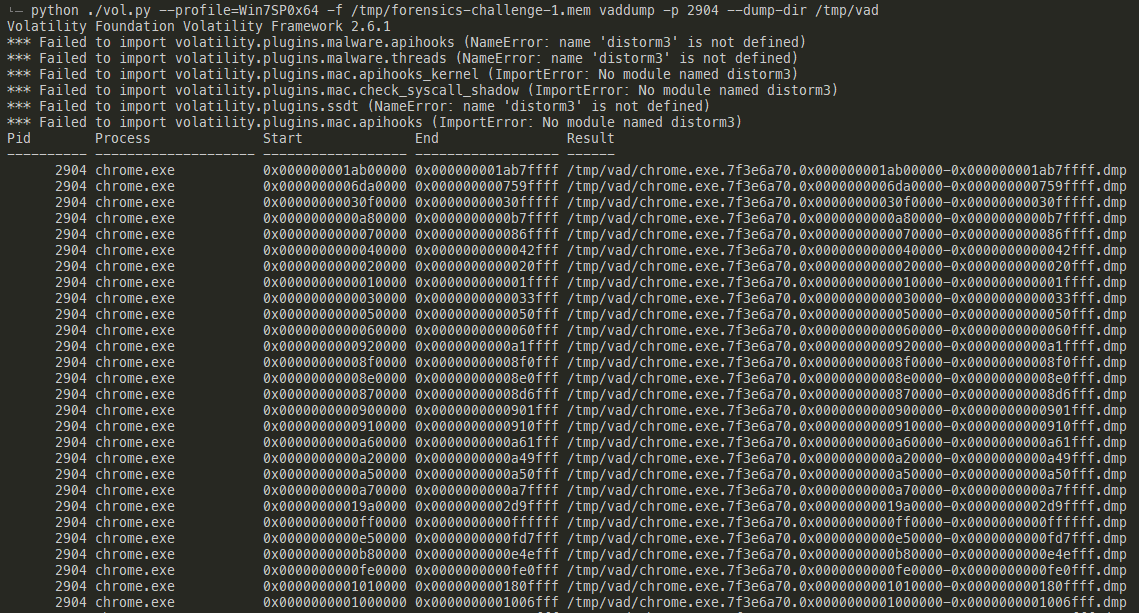 python ./vol.py --profile=Win7SP0x64 -f /tmp/forensics-challenge-1.mem vaddump -p 2904 --dump-dir /tmp/vad
Volatility Foundation Volatility Framework 2.6.1
*** Failed to import volatility.plugins.malware.apihooks (NameError: name 'distorm3' is not defined)
*** Failed to import volatility.plugins.malware.threads (NameError: name 'distorm3' is not defined)
*** Failed to import volatility.plugins.mac.apihooks_kernel (ImportError: No module named distorm3)
*** Failed to import volatility.plugins.mac.check_syscall_shadow (ImportError: No module named distorm3)
*** Failed to import volatility.plugins.ssdt (NameError: name 'distorm3' is not defined)
*** Failed to import volatility.plugins.mac.apihooks (ImportError: No module named distorm3)
Pid        Process              Start              End                Result
---------- -------------------- ------------------ ------------------ ------
2904 chrome.exe 0x000000001ab00000 0x000000001ab7ffff /tmp/vad/chrome.exe.7f3e6a70.0x000000001ab00000-0x000000001ab7ffff.dmp
2904 chrome.exe 0x0000000006da0000 0x000000000759ffff /tmp/vad/chrome.exe.7f3e6a70.0x0000000006da0000-0x000000000759ffff.dmp
2904 chrome.exe 0x00000000030f0000 0x00000000030fffff /tmp/vad/chrome.exe.7f3e6a70.0x00000000030f0000-0x00000000030fffff.dmp
2904 chrome.exe 0x0000000000a80000 0x0000000000b7ffff /tmp/vad/chrome.exe.7f3e6a70.0x0000000000a80000-0x0000000000b7ffff.dmp
2904 chrome.exe 0x0000000000070000 0x000000000086ffff /tmp/vad/chrome.exe.7f3e6a70.0x0000000000070000-0x000000000086ffff.dmp
2904 chrome.exe 0x0000000000040000 0x0000000000042fff /tmp/vad/chrome.exe.7f3e6a70.0x0000000000040000-0x0000000000042fff.dmp
2904 chrome.exe 0x0000000000020000 0x0000000000020fff /tmp/vad/chrome.exe.7f3e6a70.0x0000000000020000-0x0000000000020fff.dmp
2904 chrome.exe 0x0000000000010000 0x000000000001ffff /tmp/vad/chrome.exe.7f3e6a70.0x0000000000010000-0x000000000001ffff.dmp
2904 chrome.exe 0x0000000000030000 0x0000000000033fff /tmp/vad/chrome.exe.7f3e6a70.0x0000000000030000-0x0000000000033fff.dmp
2904 chrome.exe 0x0000000000050000 0x0000000000050fff /tmp/vad/chrome.exe.7f3e6a70.0x0000000000050000-0x0000000000050fff.dmp
2904 chrome.exe 0x0000000000060000 0x0000000000060fff /tmp/vad/chrome.exe.7f3e6a70.0x0000000000060000-0x0000000000060fff.dmp
2904 chrome.exe 0x0000000000920000 0x0000000000a1ffff /tmp/vad/chrome.exe.7f3e6a70.0x0000000000920000-0x0000000000a1ffff.dmp
2904 chrome.exe 0x00000000008f0000 0x00000000008f0fff /tmp/vad/chrome.exe.7f3e6a70.0x00000000008f0000-0x00000000008f0fff.dmp
2904 chrome.exe 0x00000000008e0000 0x00000000008e0fff /tmp/vad/chrome.exe.7f3e6a70.0x00000000008e0000-0x00000000008e0fff.dmp
2904 chrome.exe 0x0000000000870000 0x00000000008d6fff /tmp/vad/chrome.exe.7f3e6a70.0x0000000000870000-0x00000000008d6fff.dmp
2904 chrome.exe 0x0000000000900000 0x0000000000901fff /tmp/vad/chrome.exe.7f3e6a70.0x0000000000900000-0x0000000000901fff.dmp
2904 chrome.exe 0x0000000000910000 0x0000000000910fff /tmp/vad/chrome.exe.7f3e6a70.0x0000000000910000-0x0000000000910fff.dmp
2904 chrome.exe 0x0000000000a60000 0x0000000000a61fff /tmp/vad/chrome.exe.7f3e6a70.0x0000000000a60000-0x0000000000a61fff.dmp
2904 chrome.exe 0x0000000000a20000 0x0000000000a49fff /tmp/vad/chrome.exe.7f3e6a70.0x0000000000a20000-0x0000000000a49fff.dmp
2904 chrome.exe 0x0000000000a50000 0x0000000000a50fff /tmp/vad/chrome.exe.7f3e6a70.0x0000000000a50000-0x0000000000a50fff.dmp
2904 chrome.exe 0x0000000000a70000 0x0000000000a7ffff /tmp/vad/chrome.exe.7f3e6a70.0x0000000000a70000-0x0000000000a7ffff.dmp
2904 chrome.exe 0x00000000019a0000 0x0000000002d9ffff /tmp/vad/chrome.exe.7f3e6a70.0x00000000019a0000-0x0000000002d9ffff.dmp
2904 chrome.exe 0x0000000000ff0000 0x0000000000ffffff /tmp/vad/chrome.exe.7f3e6a70.0x0000000000ff0000-0x0000000000ffffff.dmp
2904 chrome.exe 0x0000000000e50000 0x0000000000fd7fff /tmp/vad/chrome.exe.7f3e6a70.0x0000000000e50000-0x0000000000fd7fff.dmp
2904 chrome.exe 0x0000000000b80000 0x0000000000e4efff /tmp/vad/chrome.exe.7f3e6a70.0x0000000000b80000-0x0000000000e4efff.dmp
2904 chrome.exe 0x0000000000fe0000 0x0000000000fe0fff /tmp/vad/chrome.exe.7f3e6a70.0x0000000000fe0000-0x0000000000fe0fff.dmp
2904 chrome.exe 0x0000000001010000 0x000000000180ffff /tmp/vad/chrome.exe.7f3e6a70.0x0000000001010000-0x000000000180ffff.dmp
2904 chrome.exe 0x0000000001000000 0x0000000001006fff /tmp/vad/chrome.exe.7f3e6a70.0x0000000001000000-0x0000000001006fff.dmp